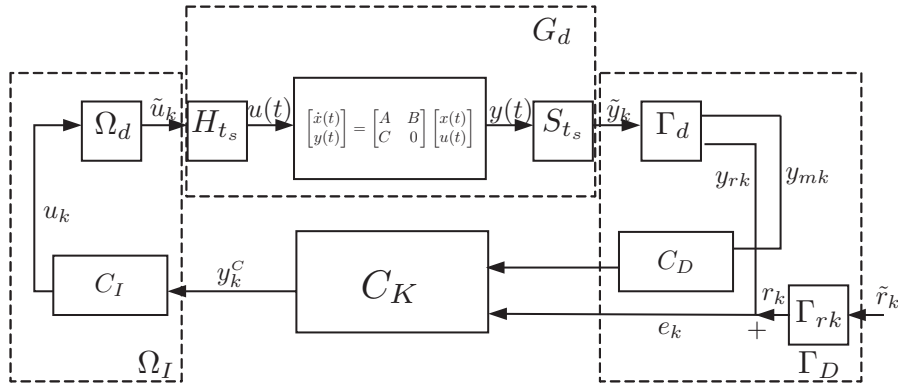 G_d
Ω_d
ũ_k
H_{t_s}
u(t)
[ẋ(t) y(t)] = [A B C 0] [x(t) u(t)]
y(t)
S_{t_s}
ỹ_k
Γ_d
y_{rk}
y_{mk}
u_k
C_I
y_k^C
C_K
C_D
e_k
r_k
+
Γ_{rk}
r̃_k
Ω_I
Γ_D